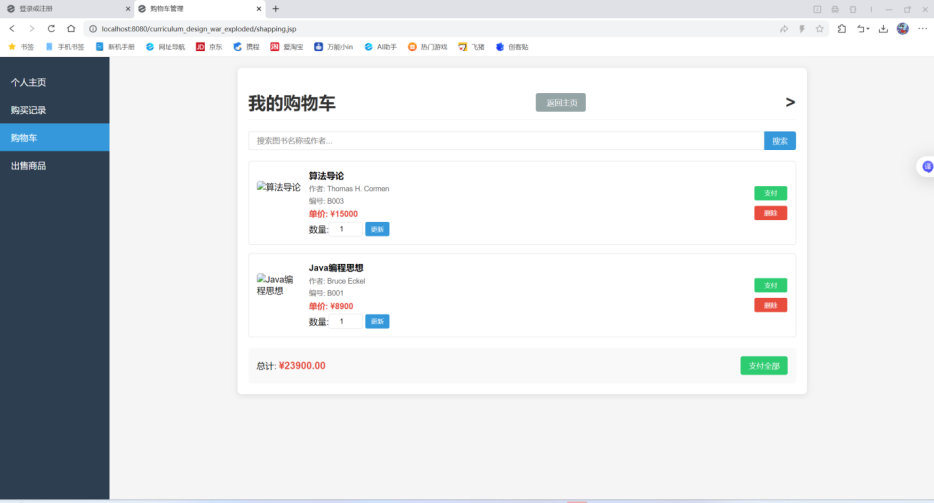 登录或注册
购物车管理
localhost:8080/curriculum_design_war_exploded/shapping.jsp
书签 手机书签 新机手册 网址导航 京东 携程 爱淘宝 万能小in AI助手 热门游戏 飞猪 创客贴
个人主页
购买记录
购物车
出售商品
我的购物车
返回主页
>
搜索图书名称或作者...
搜索
算法导论
算法导论
作者: Thomas H. Cormen
编号: B003
单价: ¥15000
数量: 1 更新
支付
删除
Java编
程思想
Java编程思想
作者: Bruce Eckel
编号: B001
单价: ¥8900
数量: 1 更新
支付
删除
总计: ¥23900.00
支付全部
译